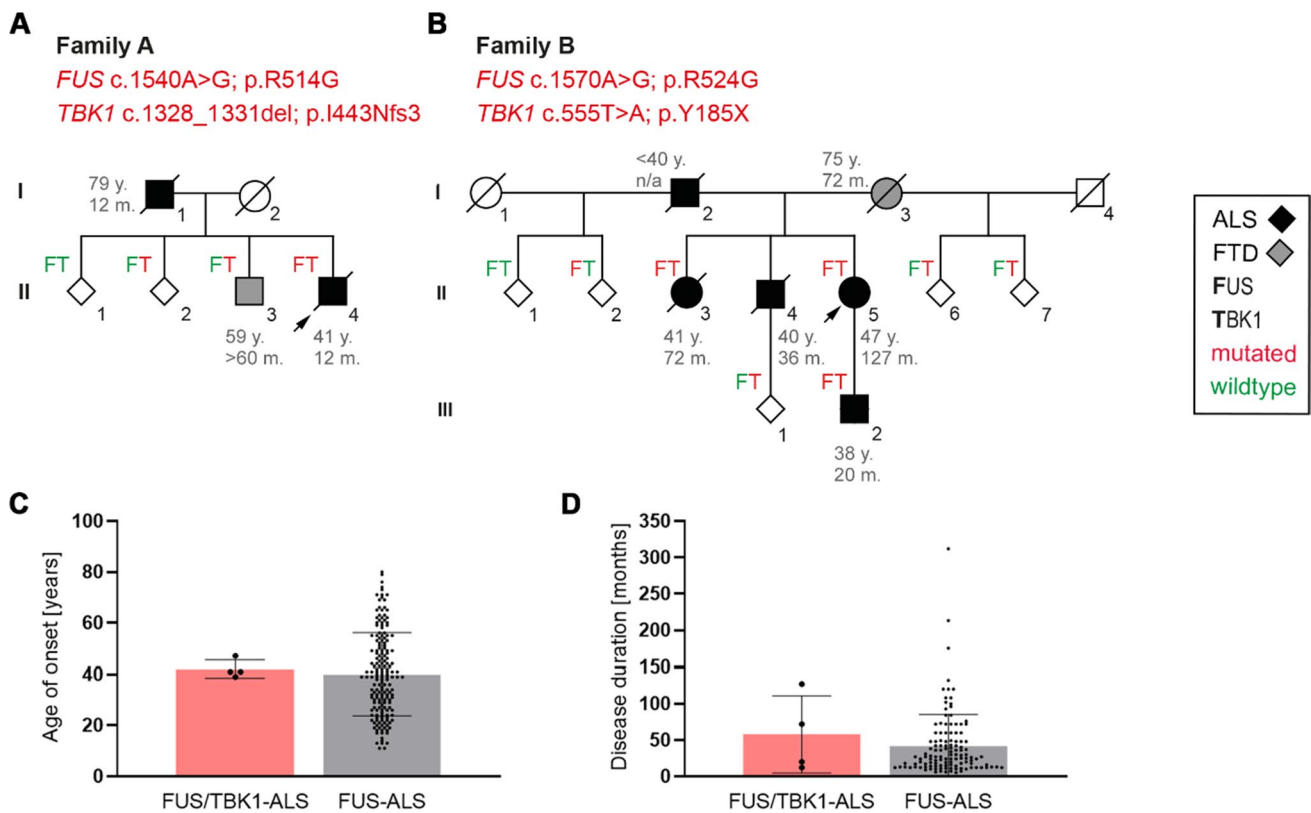 A
Family A
FUS c.1540A>G; p.R514G
TBK1 c.1328_1331del; p.I443Nfs3
I
79 y.
12 m.
1
2
FT
FT
FT
FT
II
1
2
3
4
59 y.
>60 m.
41 y.
12 m.
B
Family B
FUS c.1570A>G; p.R524G
TBK1 c.555T>A; p.Y185X
I
<40 y.
n/a
75 y.
72 m.
1
2
3
4
FT
FT
FT
FT
FT
FT
II
1
2
3
4
5
6
7
41 y.
72 m.
40 y.
36 m.
47 y.
127 m.
FT
FT
III
1
2
38 y.
20 m.
ALS
FTD
FUS
TBK1
mutated
wildtype
C
Age of onset [years]
100
80
60
40
20
0
FUS/TBK1-ALS
FUS-ALS
D
Disease duration [months]
350
300
250
200
150
100
50
0
FUS/TBK1-ALS
FUS-ALS